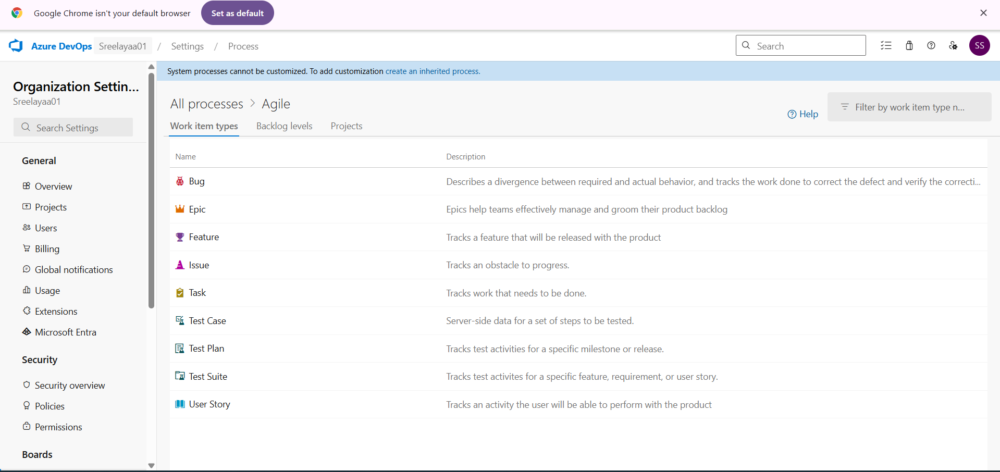 Google Chrome isn't your default browser
Set as default
Azure DevOps Sreelayaa01 / Settings / Process
Search
SS
Organization Settin...
Sreelayaa01
Search Settings
General
Overview
Projects
Users
Billing
Global notifications
Usage
Extensions
Microsoft Entra
Security
Security overview
Policies
Permissions
Boards
System processes cannot be customized. To add customization create an inherited process.
All processes > Agile
Help
Filter by work item type n...
Work item types Backlog levels Projects
Name Description
Bug Describes a divergence between required and actual behavior, and tracks the work done to correct the defect and verify the correcti...
Epic Epics help teams effectively manage and groom their product backlog
Feature Tracks a feature that will be released with the product
Issue Tracks an obstacle to progress.
Task Tracks work that needs to be done.
Test Case Server-side data for a set of steps to be tested.
Test Plan Tracks test activities for a specific milestone or release.
Test Suite Tracks test activites for a specific feature, requirement, or user story.
User Story Tracks an activity the user will be able to perform with the product